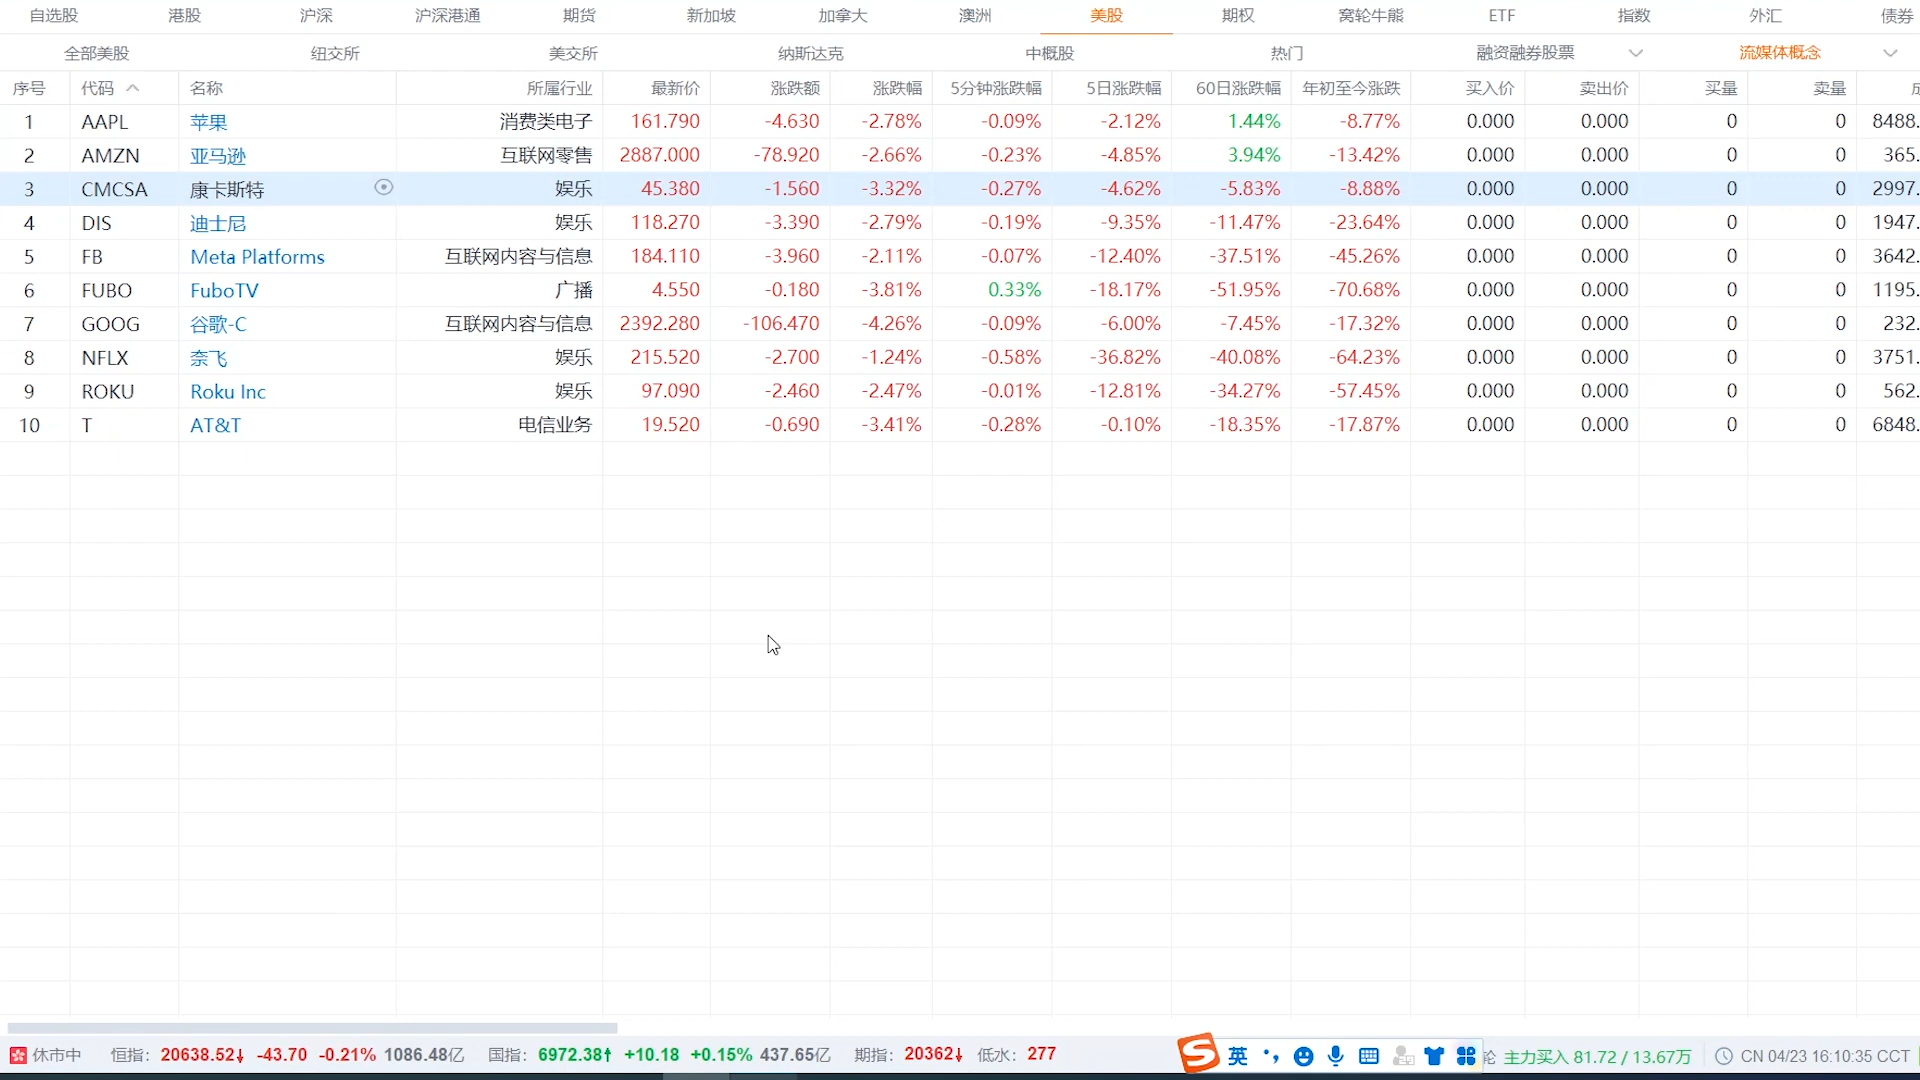 自选股 港股 沪深 沪深港通 期货 新加坡 加拿大 澳洲 美股 期权 窝轮牛熊 ETF 指数 外汇 债券
全部美股 纽交所 美交所 纳斯达克 中概股 热门 融资融券股票 流媒体概念
序号 代码 名称 所属行业 最新价 涨跌额 涨跌幅 5分钟涨跌幅 5日涨跌幅 60日涨跌幅 年初至今涨跌 买入价 卖出价 买量 卖量
1 AAPL 苹果 消费类电子 161.790 -4.630 -2.78% -0.09% -2.12% 1.44% -8.77% 0.000 0.000 0 0 8488.
2 AMZN 亚马逊 互联网零售 2887.000 -78.920 -2.66% -0.23% -4.85% 3.94% -13.42% 0.000 0.000 0 0 365.
3 CMCSA 康卡斯特 娱乐 45.380 -1.560 -3.32% -0.27% -4.62% -5.83% -8.88% 0.000 0.000 0 0 2997.
4 DIS 迪士尼 娱乐 118.270 -3.390 -2.79% -0.19% -9.35% -11.47% -23.64% 0.000 0.000 0 0 1947.
5 FB Meta Platforms 互联网内容与信息 184.110 -3.960 -2.11% -0.07% -12.40% -37.51% -45.26% 0.000 0.000 0 0 3642.
6 FUBO FuboTV 广播 4.550 -0.180 -3.81% 0.33% -18.17% -51.95% -70.68% 0.000 0.000 0 0 1195.
7 GOOG 谷歌-C 互联网内容与信息 2392.280 -106.470 -4.26% -0.09% -6.00% -7.45% -17.32% 0.000 0.000 0 0 232.
8 NFLX 奈飞 娱乐 215.520 -2.700 -1.24% -0.58% -36.82% -40.08% -64.23% 0.000 0.000 0 0 3751.
9 ROKU Roku Inc 娱乐 97.090 -2.460 -2.47% -0.01% -12.81% -34.27% -57.45% 0.000 0.000 0 0 562.
10 T AT&T 电信业务 19.520 -0.690 -3.41% -0.28% -0.10% -18.35% -17.87% 0.000 0.000 0 0 6848.
休市中 恒指: 20638.52↓ -43.70 -0.21% 1086.48亿 国指: 6972.38↑ +10.18 +0.15% 437.65亿 期指: 20362↓ 低水: 277 英 轮 主力买入 81.72 / 13.67万 CN 04/23 16:10:35 CCT